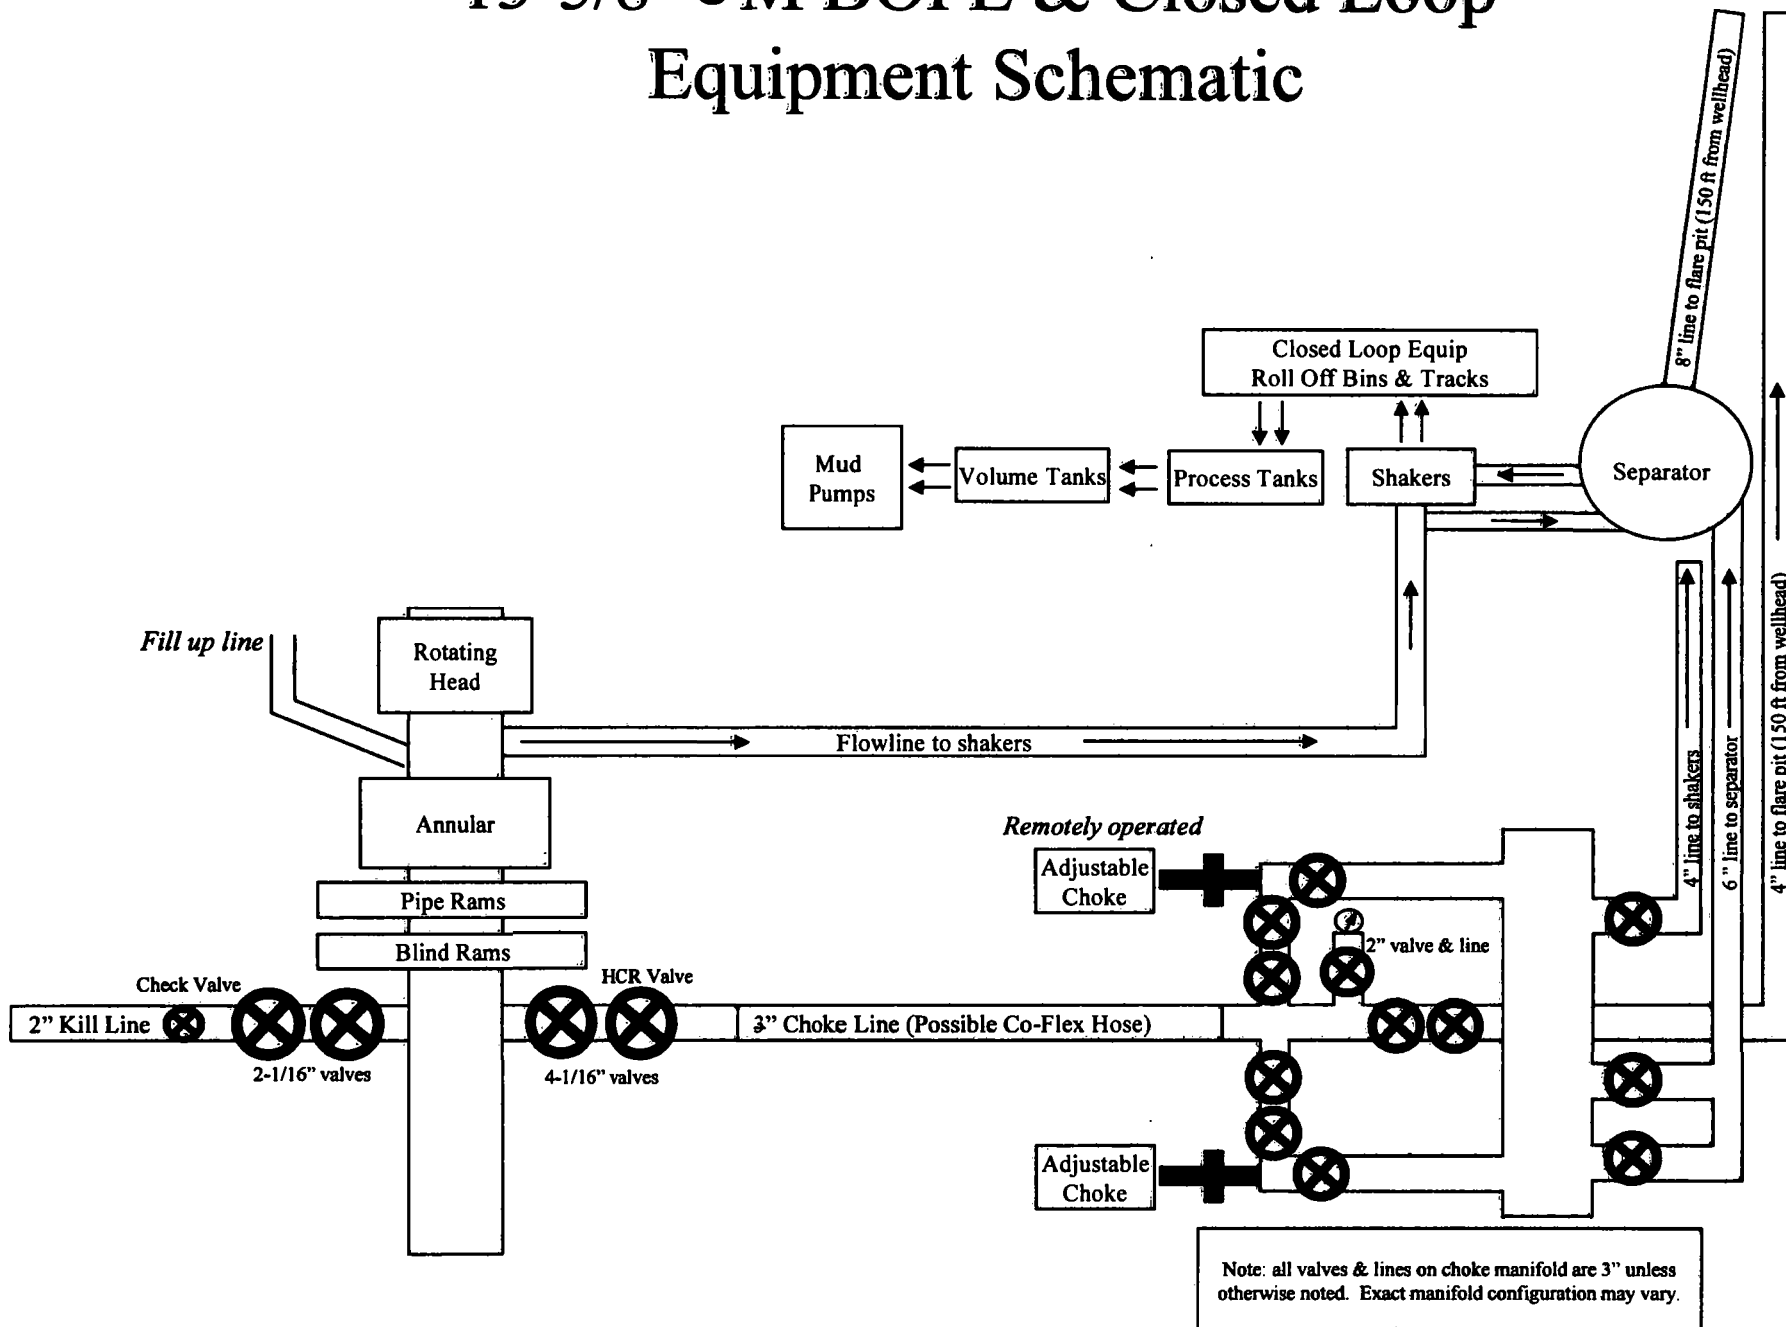 & Closed Loop
Equipment Schematic
8” line to flare pit (150 ft from wellhead)
Closed Loop Equip
Roll Off Bins & Tracks
Mud
Pumps
Volume Tanks
Process Tanks
Shakers
Separator
Fill up line
Rotating
Head
Flowline to shakers
Annular
Remotely operated
Adjustable
Choke
Pipe Rams
Blind Rams
2” valve & line
4” line to shakers
6 ” line to separator
4” line to flare pit (150 ft from wellhead)
Check Valve
HCR Valve
2” Kill Line
3” Choke Line (Possible Co-Flex Hose)
2-1/16” valves
4-1/16” valves
Adjustable
Choke
Note: all valves & lines on choke manifold are 3” unless
otherwise noted. Exact manifold configuration may vary.